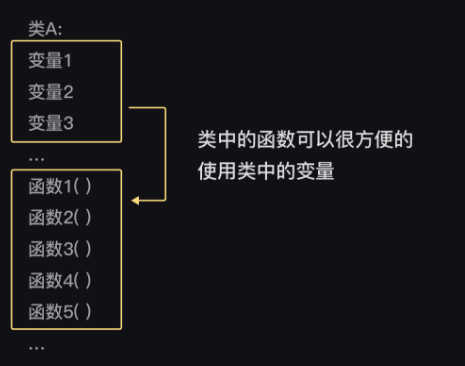 类A:
变量1
变量2
变量3
...
函数1( )
函数2( )
函数3( )
函数4( )
函数5( )
...
类中的函数可以很方便的
使用类中的变量